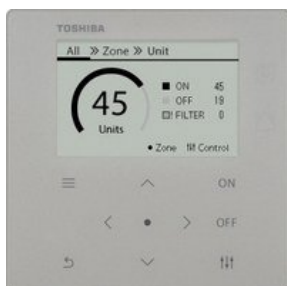 TOSHIBA
All » Zone » Unit
45
Units
ON 45
OFF 19
FILTER 0
• Zone Control
ON
OFF